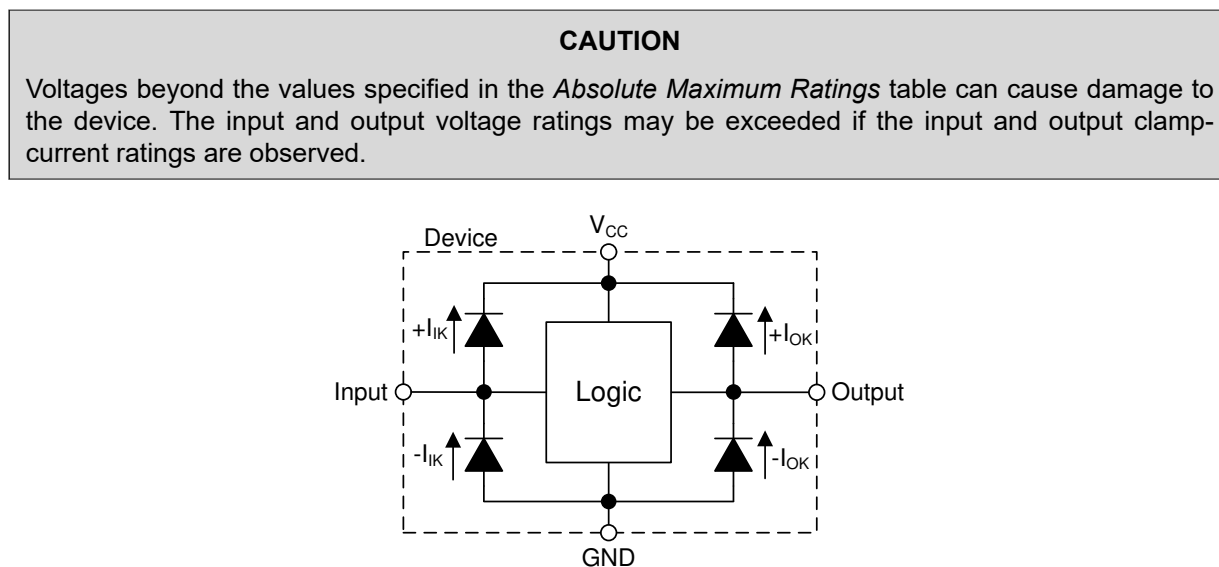 CAUTION
Voltages beyond the values specified in the Absolute Maximum Ratings table can cause damage to
the device. The input and output voltage ratings may be exceeded if the input and output clamp-
current ratings are observed.
VCC
Device
+IIK
+IOK
Input
Logic
Output
-IIK
-IOK
GND